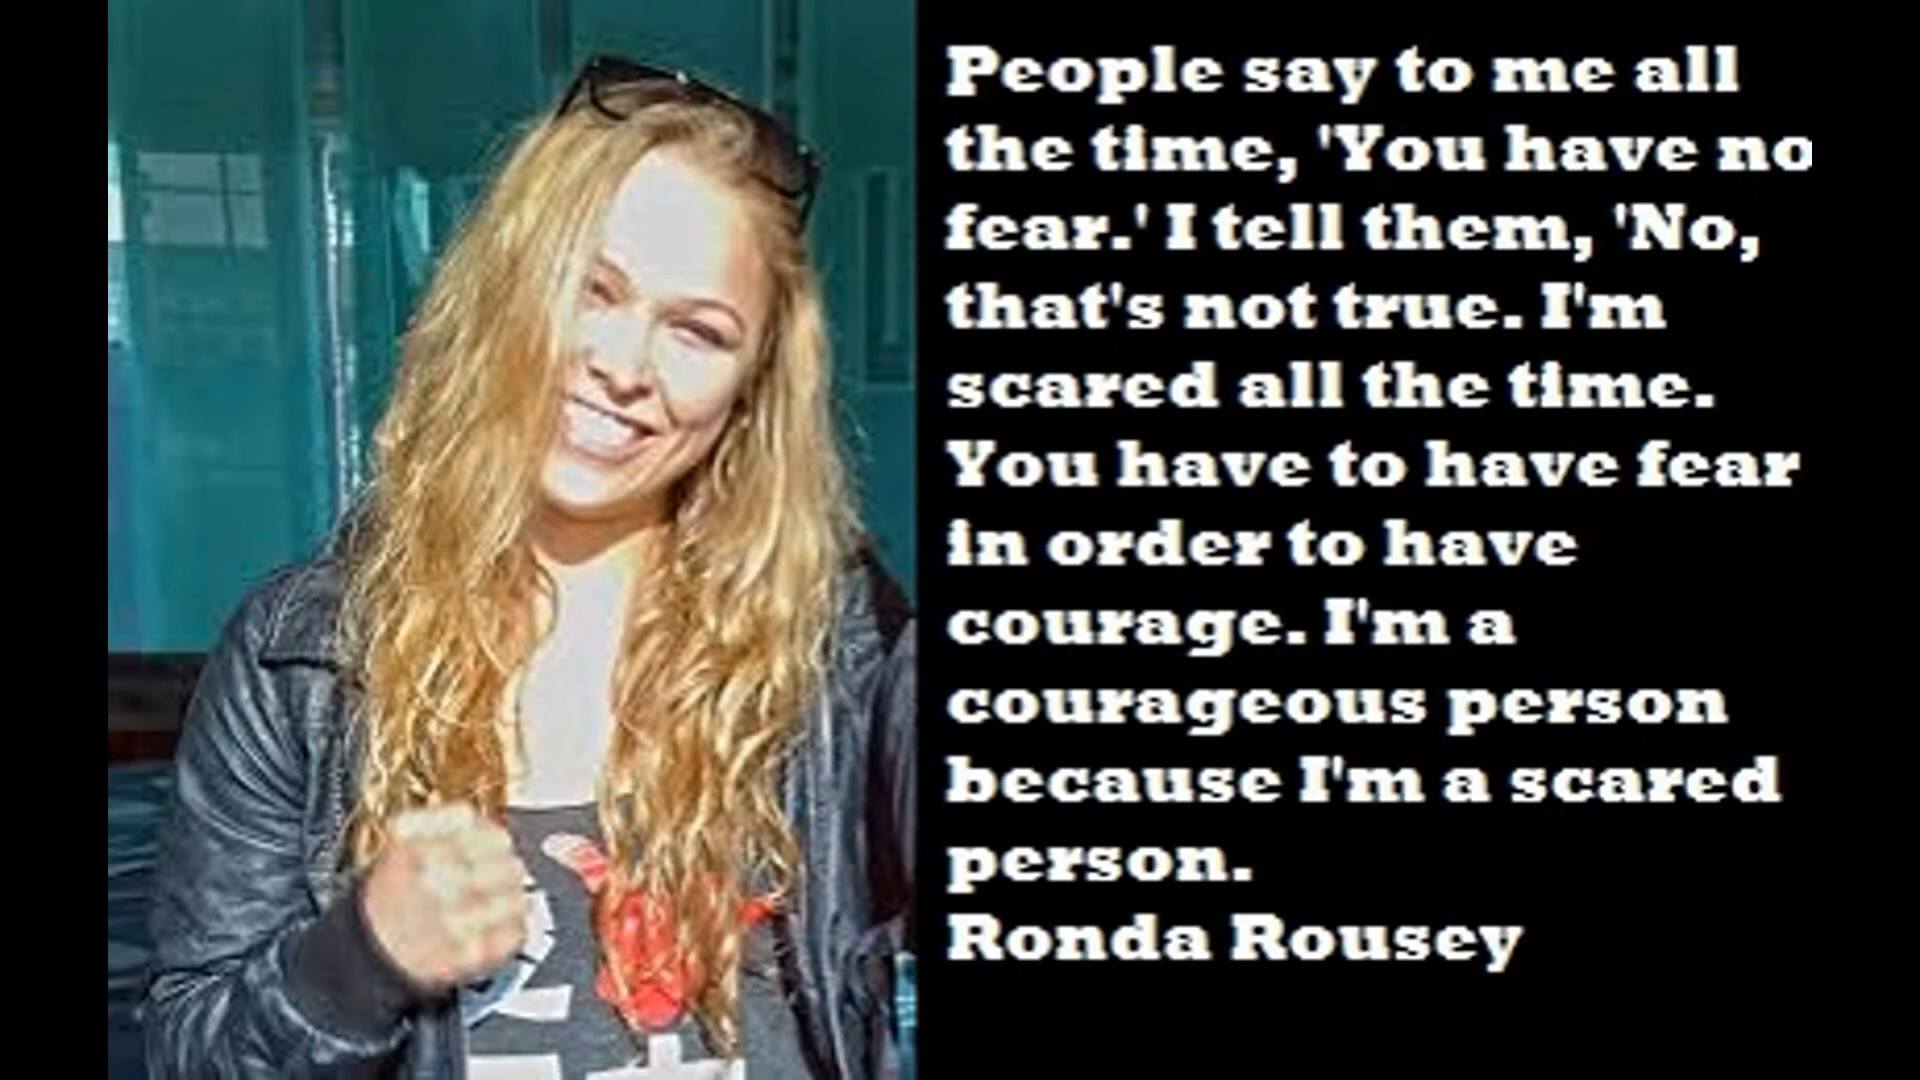 People say to me all
the time, 'You have no
fear.' I tell them, 'No,
that's not true. I'm
scared all the time.
You have to have fear
in order to have
courage. I'm a
courageous person
because I'm a scared
person.
Ronda Rousey